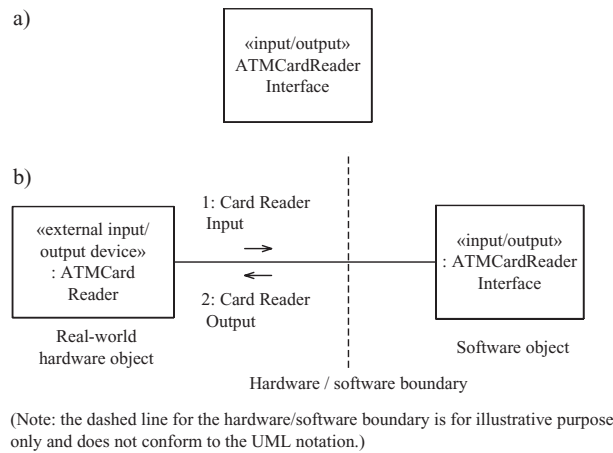 a)
«input/output»
ATMCardReader
Interface
b)
1: Card Reader
Input
«external input/
output device»
: ATMCard
Reader
«input/output»
: ATMCardReader
Interface
2: Card Reader
Output
Real-world
hardware object
Software object
Hardware / software boundary
(Note: the dashed line for the hardware/software boundary is for illustrative purpose
only and does not conform to the UML notation.)